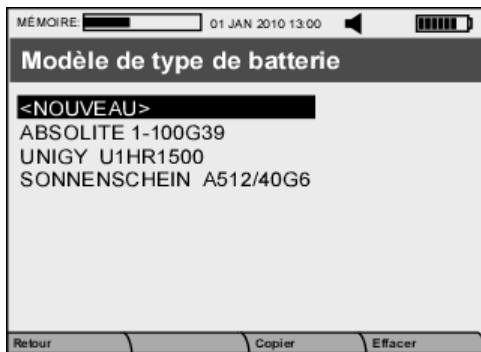 MÉMOIRE: 01 JAN 2010 13:00
Modèle de type de batterie
<NOUVEAU>
ABSOLITE 1-100G39
UNIGY U1HR1500
SONNENSCHEIN A512/40G6
Retour Copier Effacer